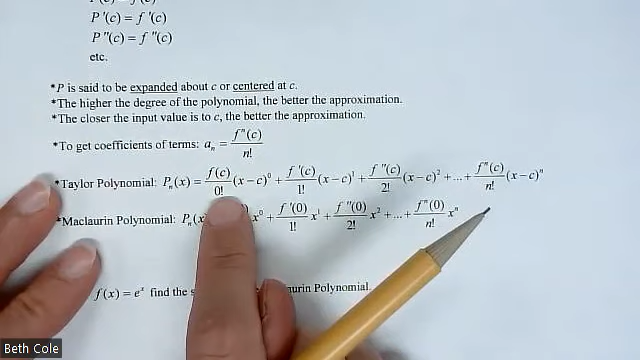 P'(c) = f'(c)
P"(c) = f"(c)
etc.
*P is said to be expanded about c or centered at c.
*The higher the degree of the polynomial, the better the approximation.
*The closer the input value is to c, the better the approximation.
*To get coefficients of terms: aₙ = fⁿ(c)/n!
*Taylor Polynomial: Pₙ(x) = f(c)/0! (x−c)⁰ + f'(c)/1! (x−c)¹ + f"(c)/2! (x−c)² + ... + fⁿ(c)/n! (x−c)ⁿ
*Maclaurin Polynomial: Pₙ(x x⁰ + f'(0)/1! x¹ + f"(0)/2! x² + ... + fⁿ(0)/n! xⁿ
f(x) = eˣ find the Polynomial.
Beth Cole